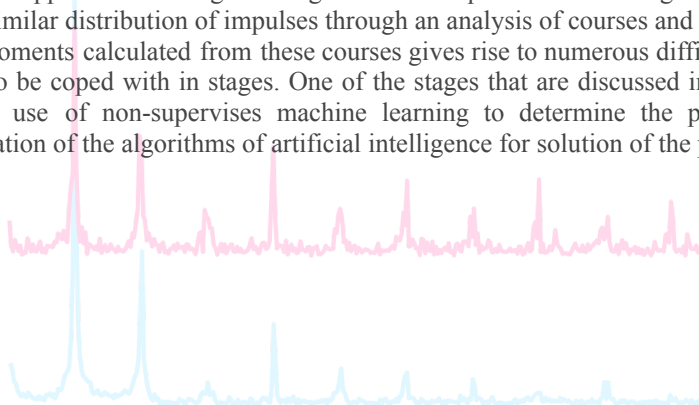 imilar distribution of impulses through an analysis of courses and
oments calculated from these courses gives rise to numerous diffi
o be coped with in stages. One of the stages that are discussed i
use of non-supervises machine learning to determine the p
ation of the algorithms of artificial intelligence for solution of the